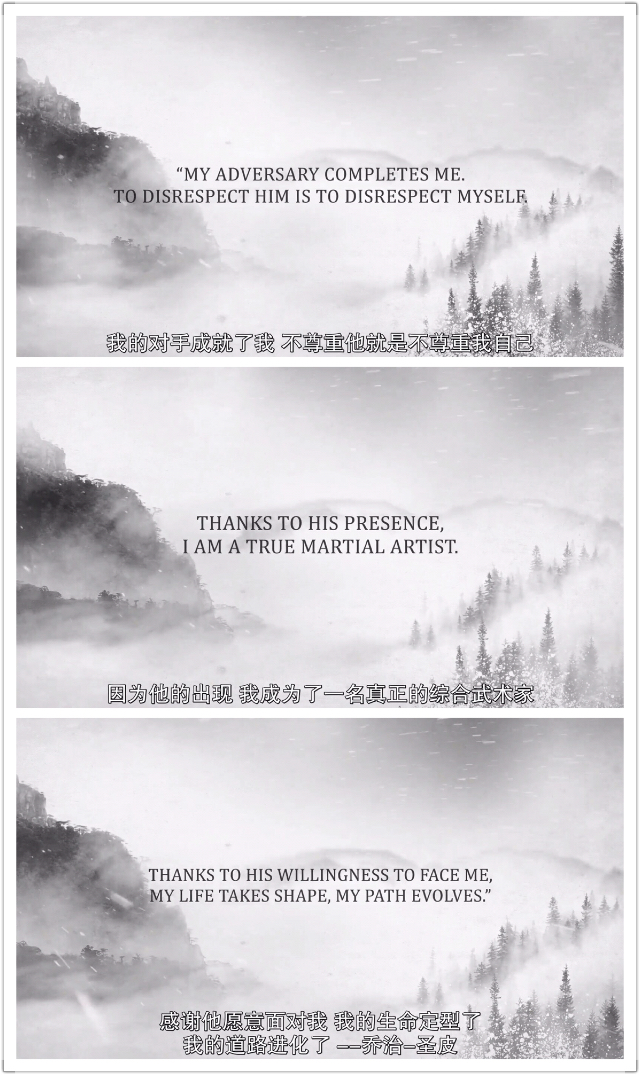 “MY ADVERSARY COMPLETES ME.
TO DISRESPECT HIM IS TO DISRESPECT MYSELF.
我的对手成就了我 不尊重他就是不尊重我自己
THANKS TO HIS PRESENCE,
I AM A TRUE MARTIAL ARTIST.
因为他的出现 我成为了一名真正的综合武术家
THANKS TO HIS WILLINGNESS TO FACE ME,
MY LIFE TAKES SHAPE, MY PATH EVOLVES.”
感谢他愿意面对我 我的生命定型了
我的道路进化了 --乔治-圣皮